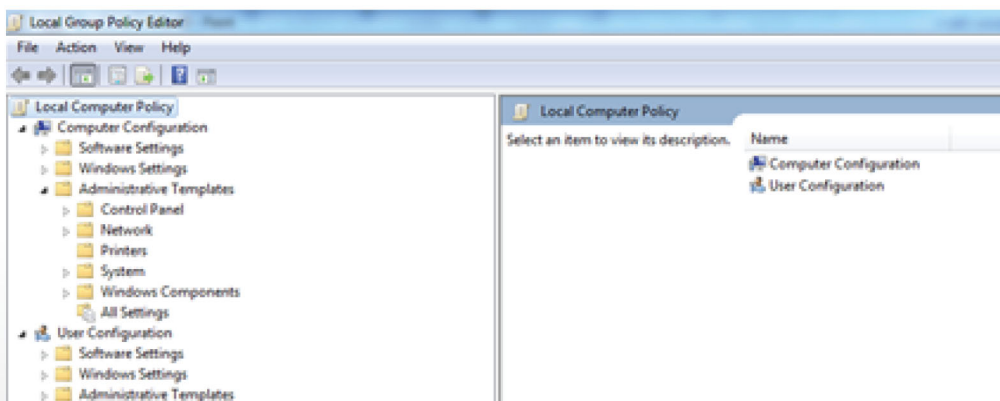 Local Group Policy Editor
File Action View Help
Local Computer Policy
Computer Configuration
Software Settings
Windows Settings
Administrative Templates
Control Panel
Network
Printers
System
Windows Components
All Settings
User Configuration
Software Settings
Windows Settings
Administrative Templates
Local Computer Policy
Select an item to view its description.
Name
Computer Configuration
User Configuration